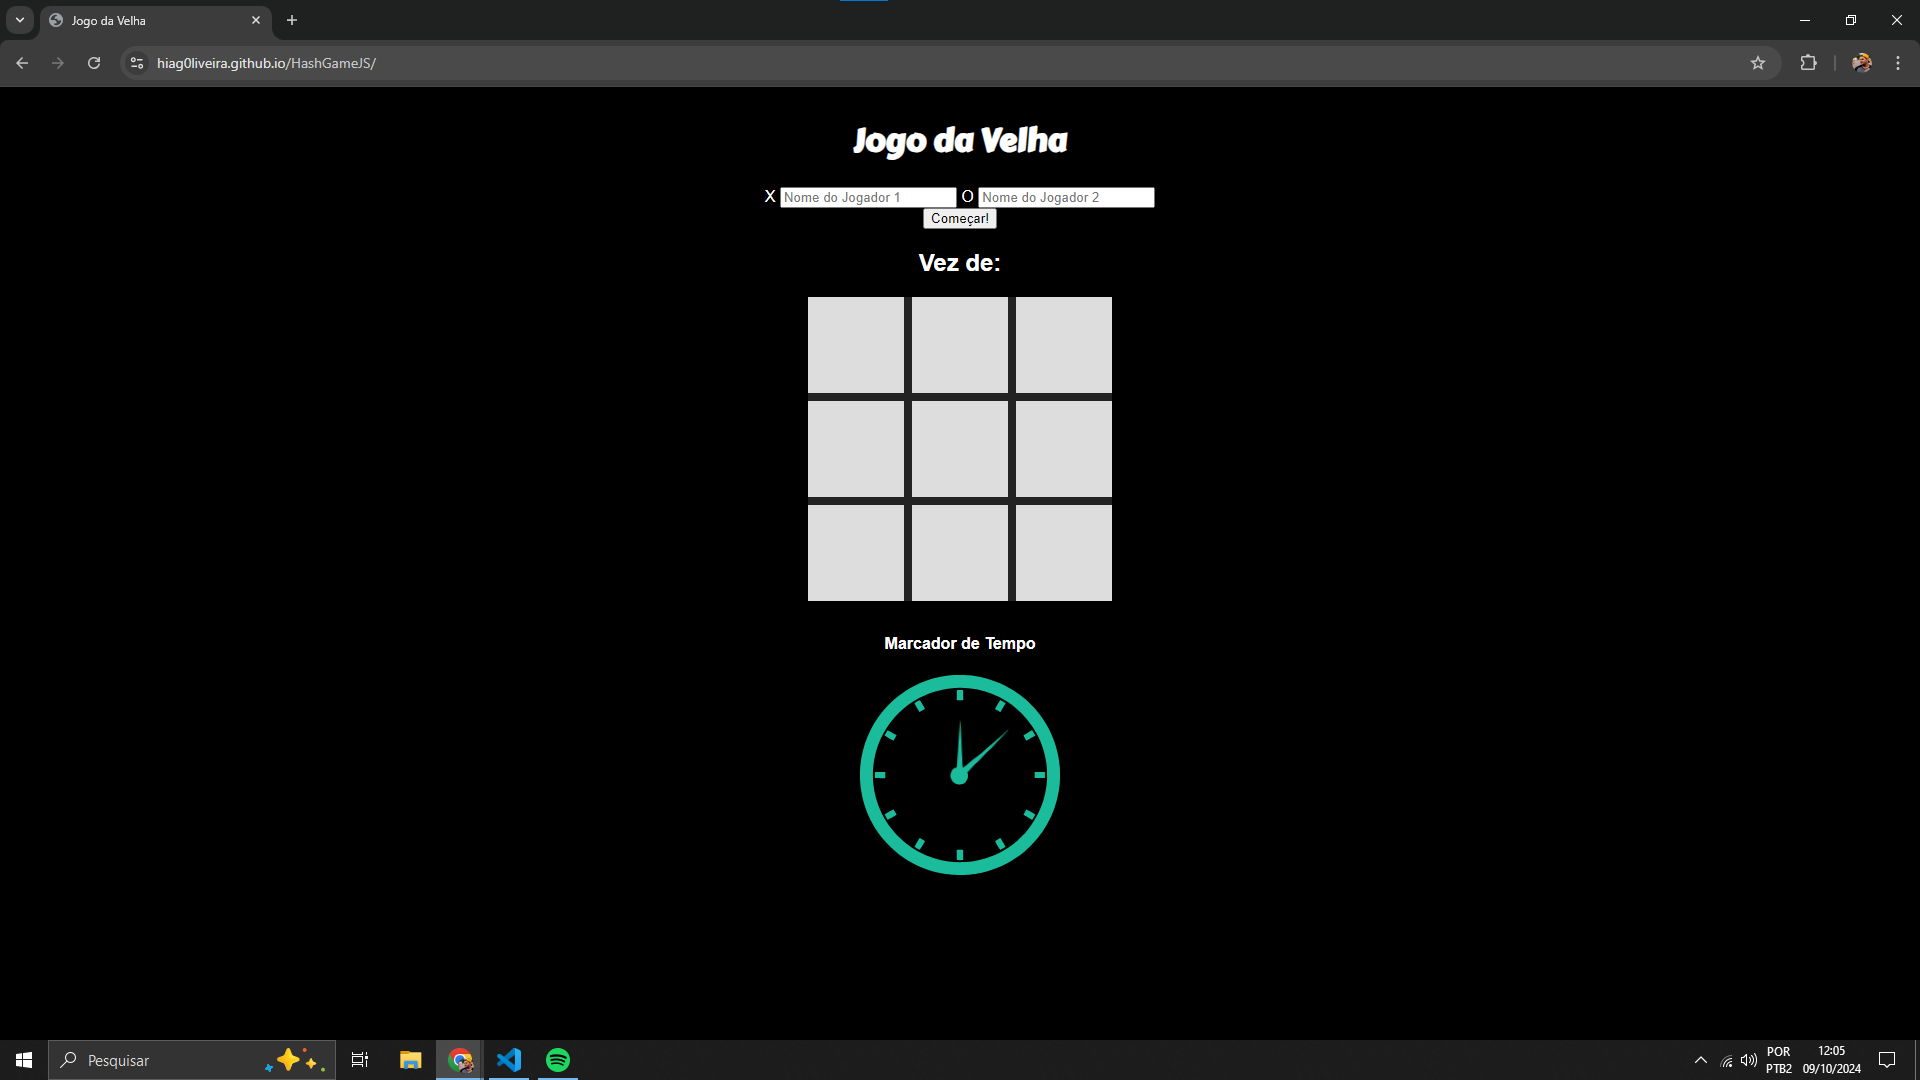 Jogo da Velha
hiag0liveira.github.io/HashGameJS/
Jogo da Velha
X Nome do Jogador 1 O Nome do Jogador 2
Começar!
Vez de:
Marcador de Tempo
Pesquisar
POR
PTB2
12:05
09/10/2024